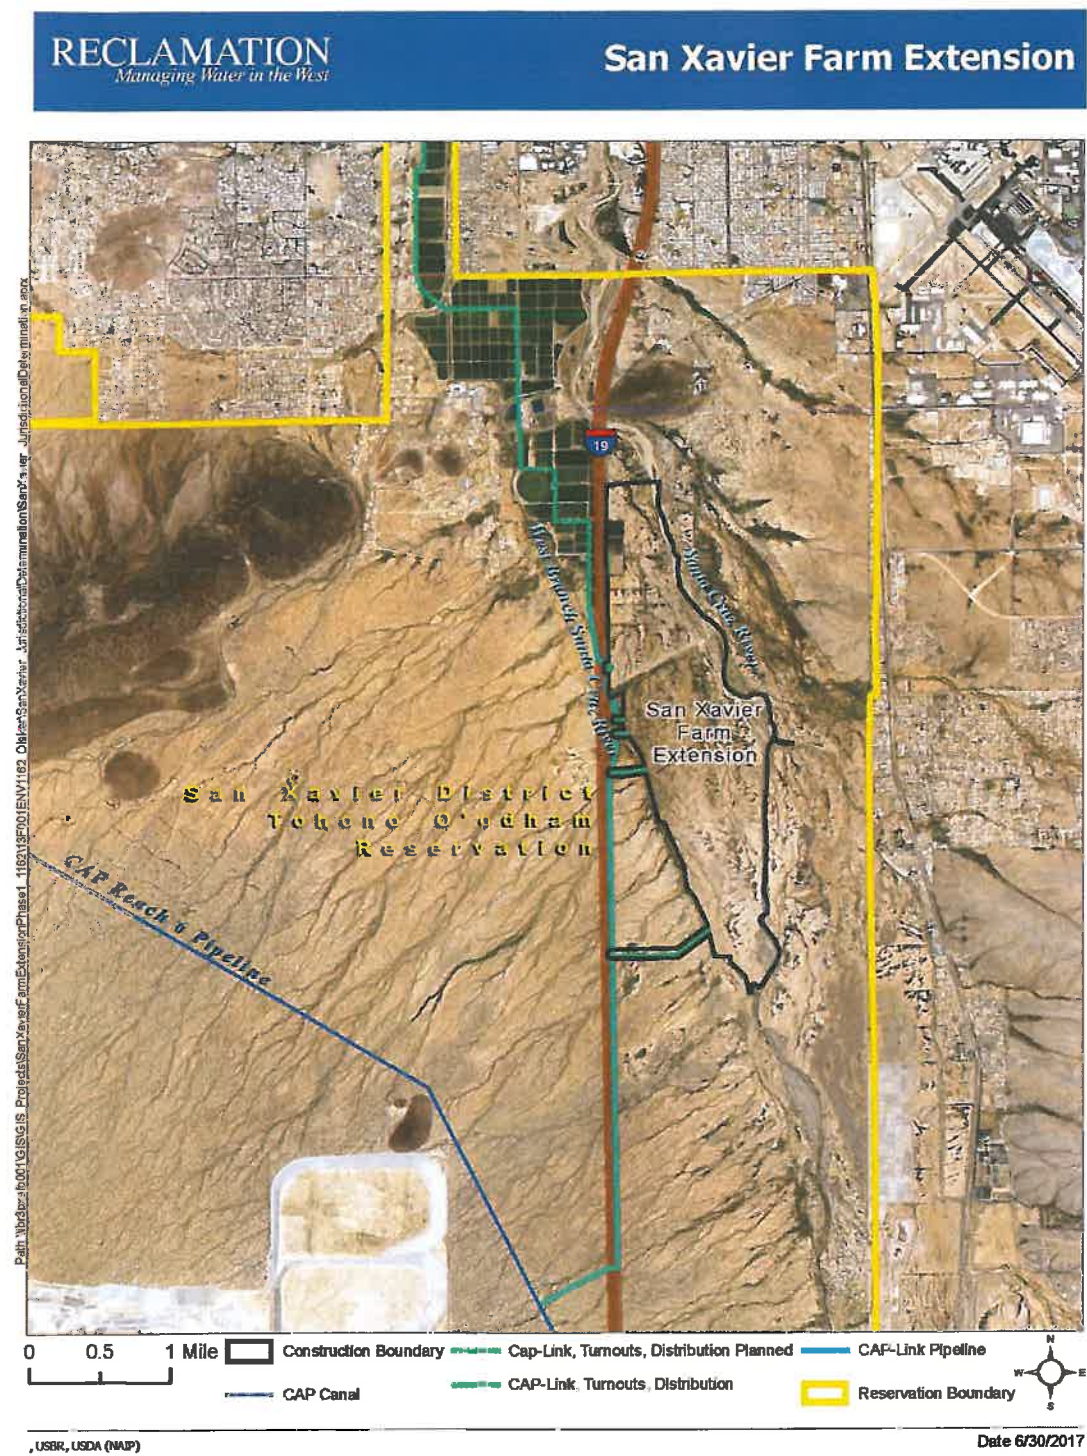 RECLAMATION
Managing Water in the West
San Xavier Farm Extension
19
West Branch Santa Cruz River
Santa Cruz River
San Xavier
Farm
Extension
San Xavier District
Tohono O'odham
Reservation
CAP Reach 6 Pipeline
0 0.5 1 Mile
Construction Boundary
Cap-Link, Turnouts, Distribution Planned
CAP-Link Pipeline
CAP Canal
CAP-Link, Turnouts, Distribution
Reservation Boundary
N
W E
S
, USBR, USDA (NAIP)
Date 6/30/2017